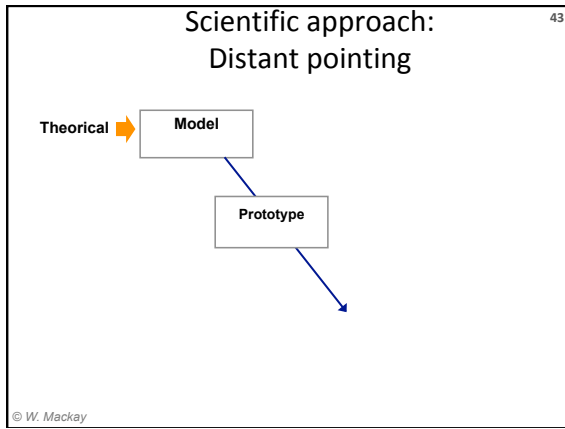 Scientific approach:
Distant pointing
43
Theorical
Model
Prototype
© W. Mackay